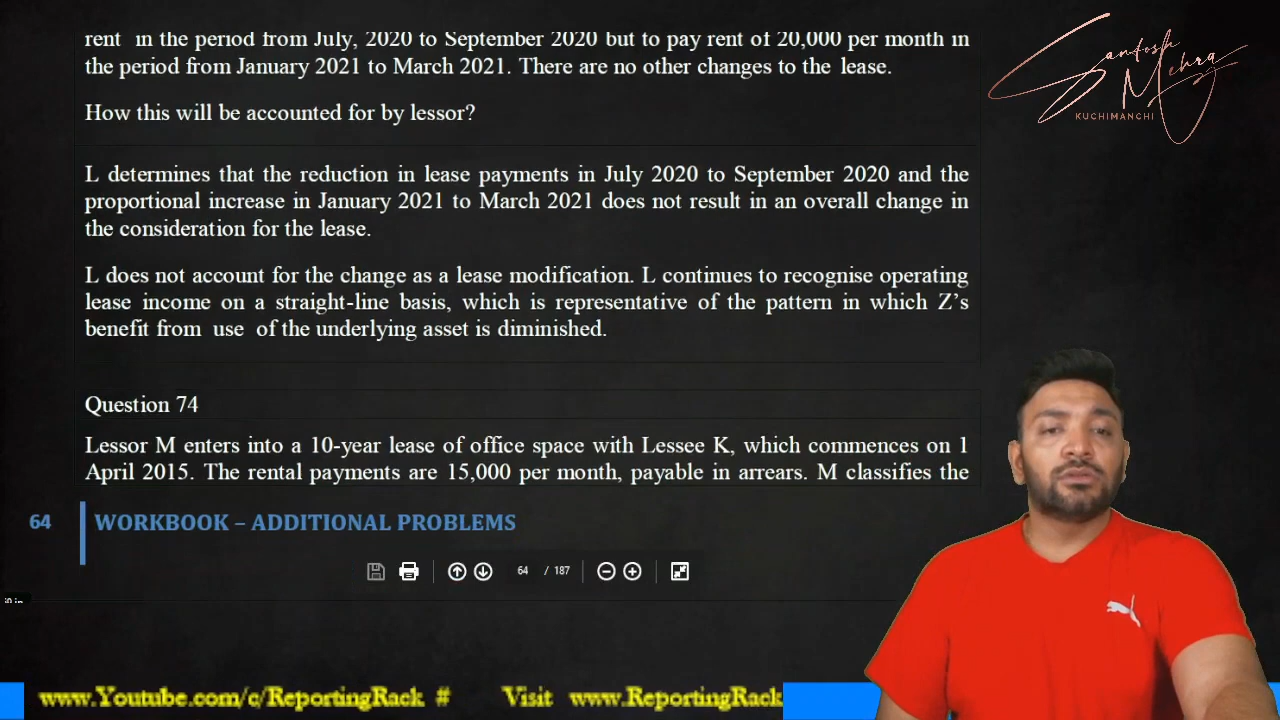 rent in the period from July, 2020 to September 2020 but to pay rent of 20,000 per month in
the period from January 2021 to March 2021. There are no other changes to the lease.
How this will be accounted for by lessor?
L determines that the reduction in lease payments in July 2020 to September 2020 and the
proportional increase in January 2021 to March 2021 does not result in an overall change in
the consideration for the lease.
L does not account for the change as a lease modification. L continues to recognise operating
lease income on a straight-line basis, which is representative of the pattern in which Z’s
benefit from use of the underlying asset is diminished.
Question 74
Lessor M enters into a 10-year lease of office space with Lessee K, which commences on 1
April 2015. The rental payments are 15,000 per month, payable in arrears. M classifies the
64 WORKBOOK – ADDITIONAL PROBLEMS
64 / 187
Santosh
Mehra
KUCHIMANCHI
www.Youtube.com/c/ReportingRack # Visit www.ReportingRack